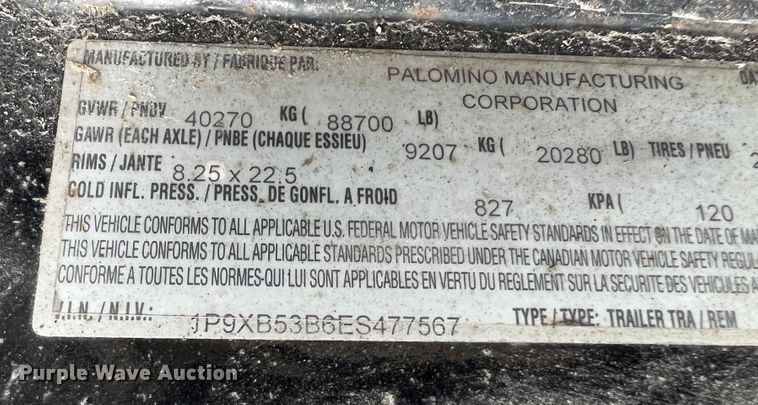 MANUFACTURED BY / FABRIQUE PAR: PALOMINO MANUFACTURING
CORPORATION
GVWR / PNBV 40270 KG ( 88700 LB)
GAWR (EACH AXLE) / PNBE (CHAQUE ESSIEU) 9207 KG ( 20280 LB) TIRES / PNEU
RIMS / JANTE 8.25 x 22.5
COLD INFL. PRESS. / PRESS. DE GONFL. A FROID 827 KPA ( 120
THIS VEHICLE CONFORMS TO ALL APPLICABLE U.S. FEDERAL MOTOR VEHICLE SAFETY STANDARDS IN EFFECT ON THE DATE OF MA
THIS VEHICLE CONFORMS TO ALL APPLICABLE STANDARDS PRESCRIBED UNDER THE CANADIAN MOTOR VEHICLE SAFETY REGUL
CONFORME A TOUTES LES NORMES-QUI LUI SONT APPLICABLES EN VERTU DU REGLEMENT SUR LA SECURITE DES VEHICULES A
V.I.N. / N.I.V.: 1P9XB53B6ES477567 TYPE / TYPE: TRAILER TRA / REM
Purple Wave Auction